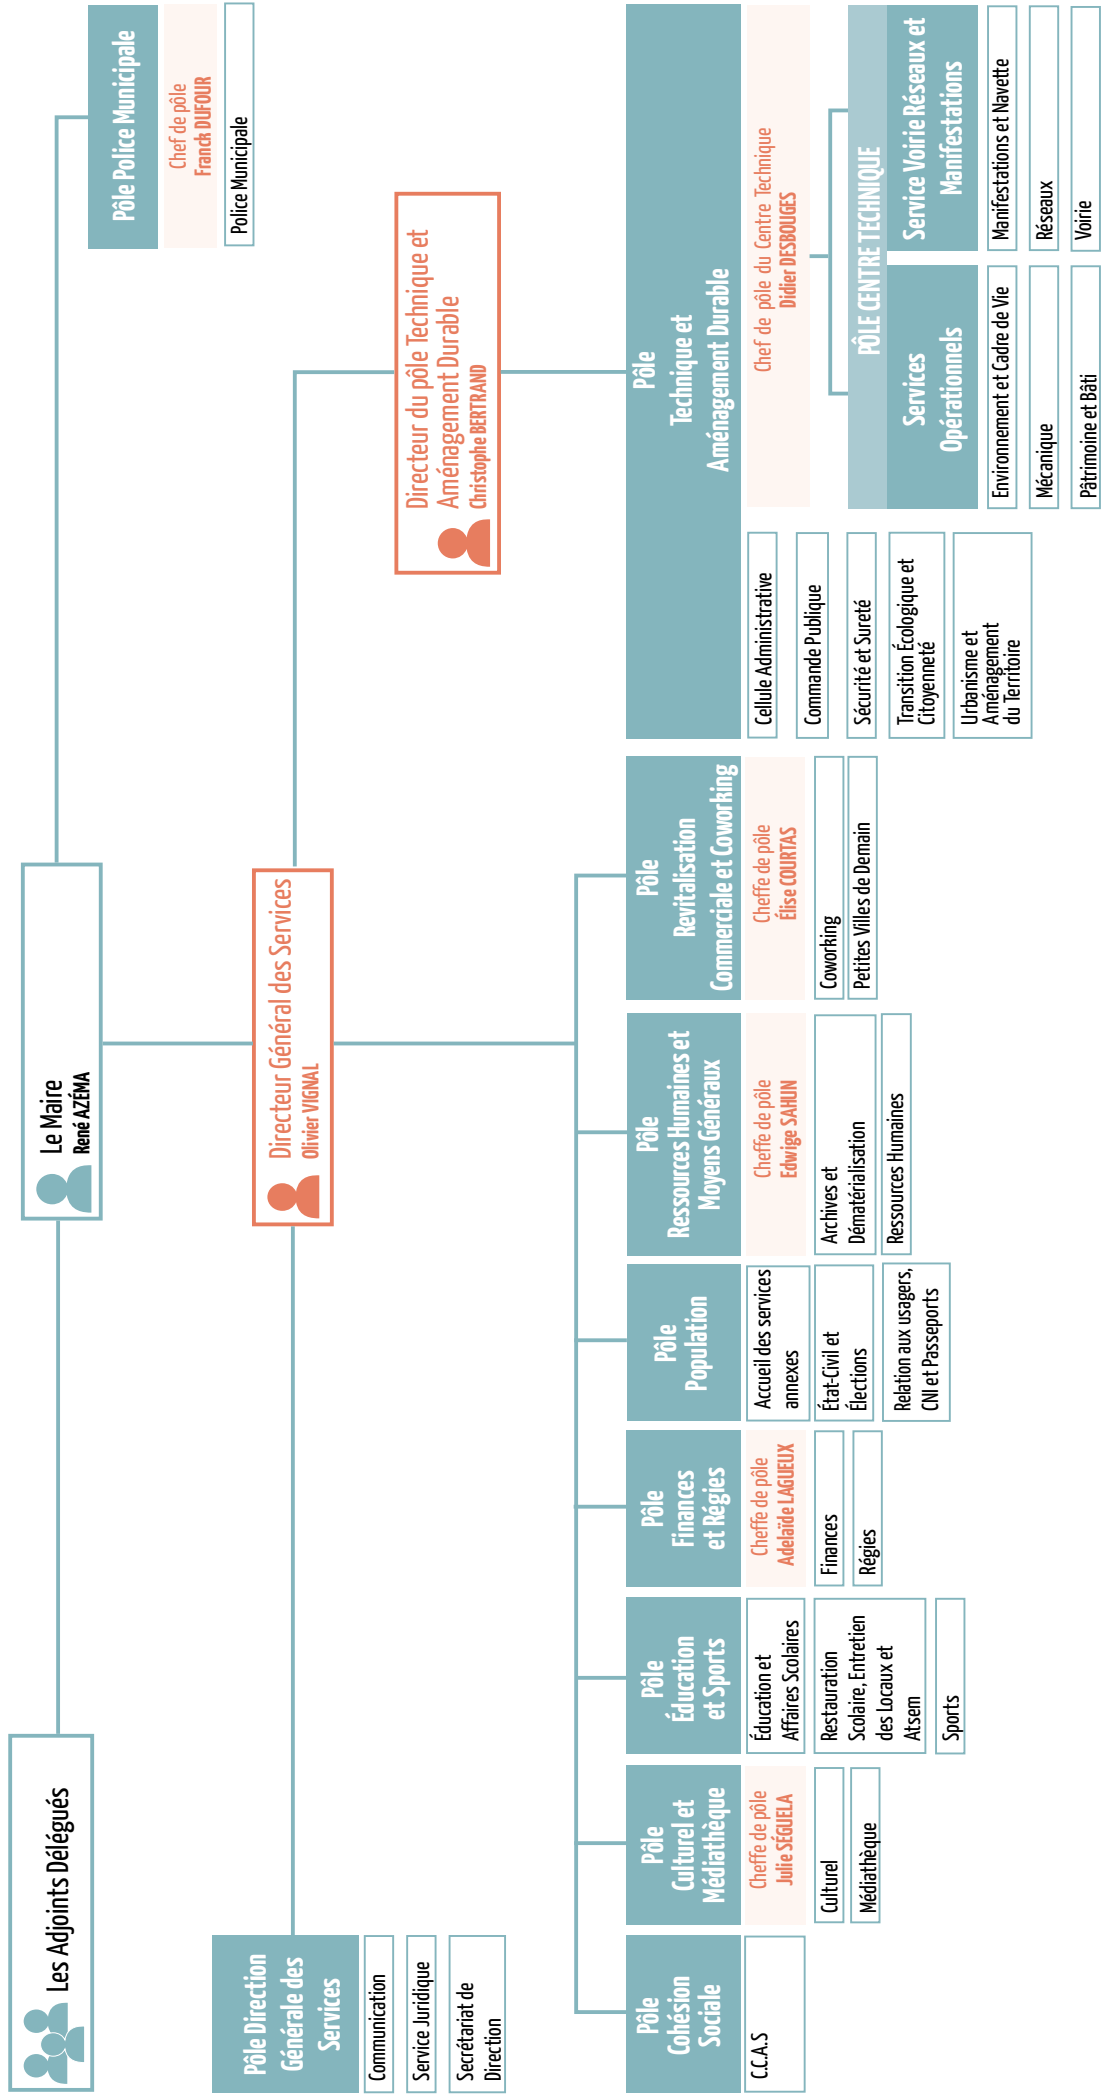 Les Adjoints Délégués
Le Maire
René AZÉMA
Pôle Police Municipale
Chef de pôle
Franck DUFOUR
Police Municipale
Pôle Direction
Générale des
Services
Communication
Service Juridique
Secrétariat de
Direction
Directeur Général des Services
Olivier VIGNAL
Directeur du pôle Technique et
Aménagement Durable
Christophe BERTRAND
Pôle
Cohésion
Sociale
C.C.A.S
Pôle
Culturel et
Médiathèque
Cheffe de pôle
Julie SÉGUELA
Culturel
Médiathèque
Pôle
Éducation
et Sports
Éducation et
Affaires Scolaires
Restauration
Scolaire, Entretien
des Locaux et
Atsem
Sports
Pôle
Finances
et Régies
Cheffe de pôle
Adelaïde LAGUEUX
Finances
Régies
Pôle
Population
Accueil des services
annexes
État-Civil et
Élections
Relation aux usagers,
CNI et Passeports
Pôle
Ressources Humaines et
Moyens Généraux
Cheffe de pôle
Edwige SAHUN
Archives et
Dématérialisation
Ressources Humaines
Pôle
Revitalisation
Commerciale et Coworking
Cheffe de pôle
Élise COURTAS
Coworking
Petites Villes de Demain
Pôle
Technique et
Aménagement Durable
Cellule Administrative
Commande Publique
Sécurité et Sureté
Transition Écologique et
Citoyenneté
Urbanisme et
Aménagement
du Territoire
Chef de pôle du Centre Technique
Didier DESBOUGES
PÔLE CENTRE TECHNIQUE
Services
Opérationnels
Environnement et Cadre de Vie
Mécanique
Pâtrimoine et Bâti
Service Voirie Réseaux et
Manifestations
Manifestations et Navette
Réseaux
Voirie